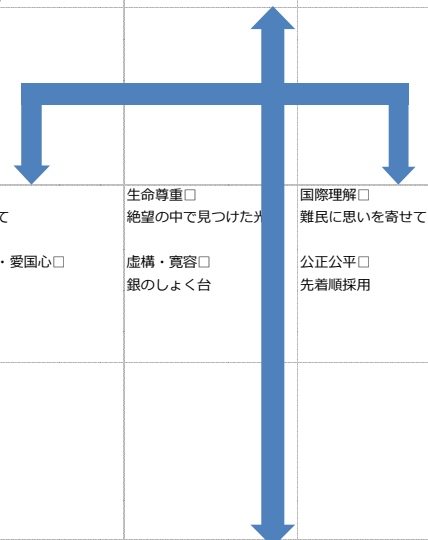 て
・愛国心□
生命尊重□
絶望の中で見つけた光
虚構・寛容□
銀のしょく台
国際理解□
難民に思いを寄せて
公正公平□
先着順採用